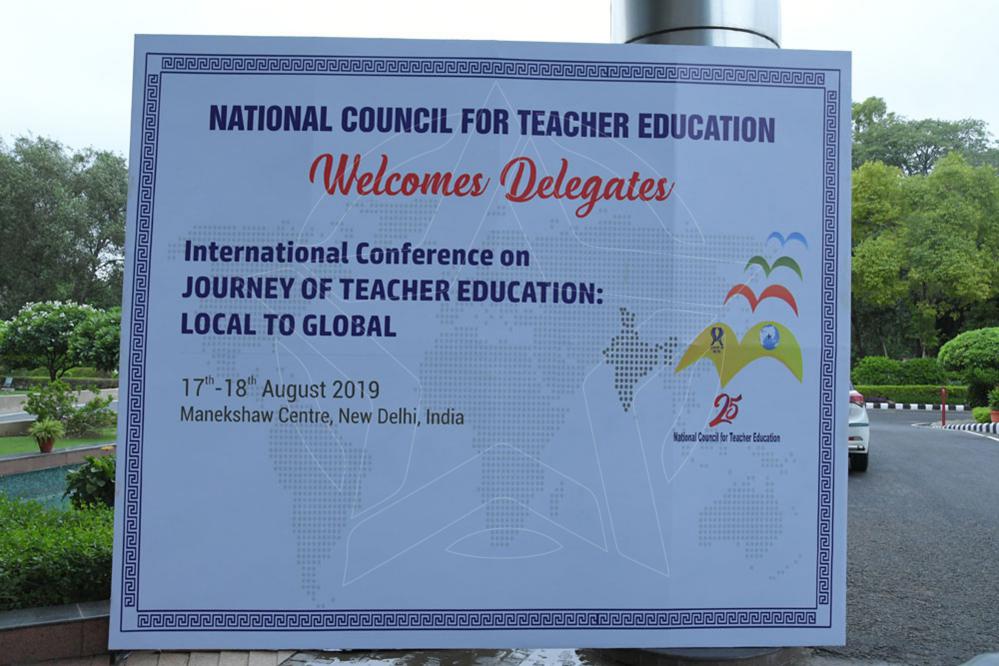 NATIONAL COUNCIL FOR TEACHER EDUCATION
Welcomes Delegates
International Conference on
JOURNEY OF TEACHER EDUCATION:
LOCAL TO GLOBAL
17th-18th August 2019
Manekshaw Centre, New Delhi, India
25
National Council for Teacher Education